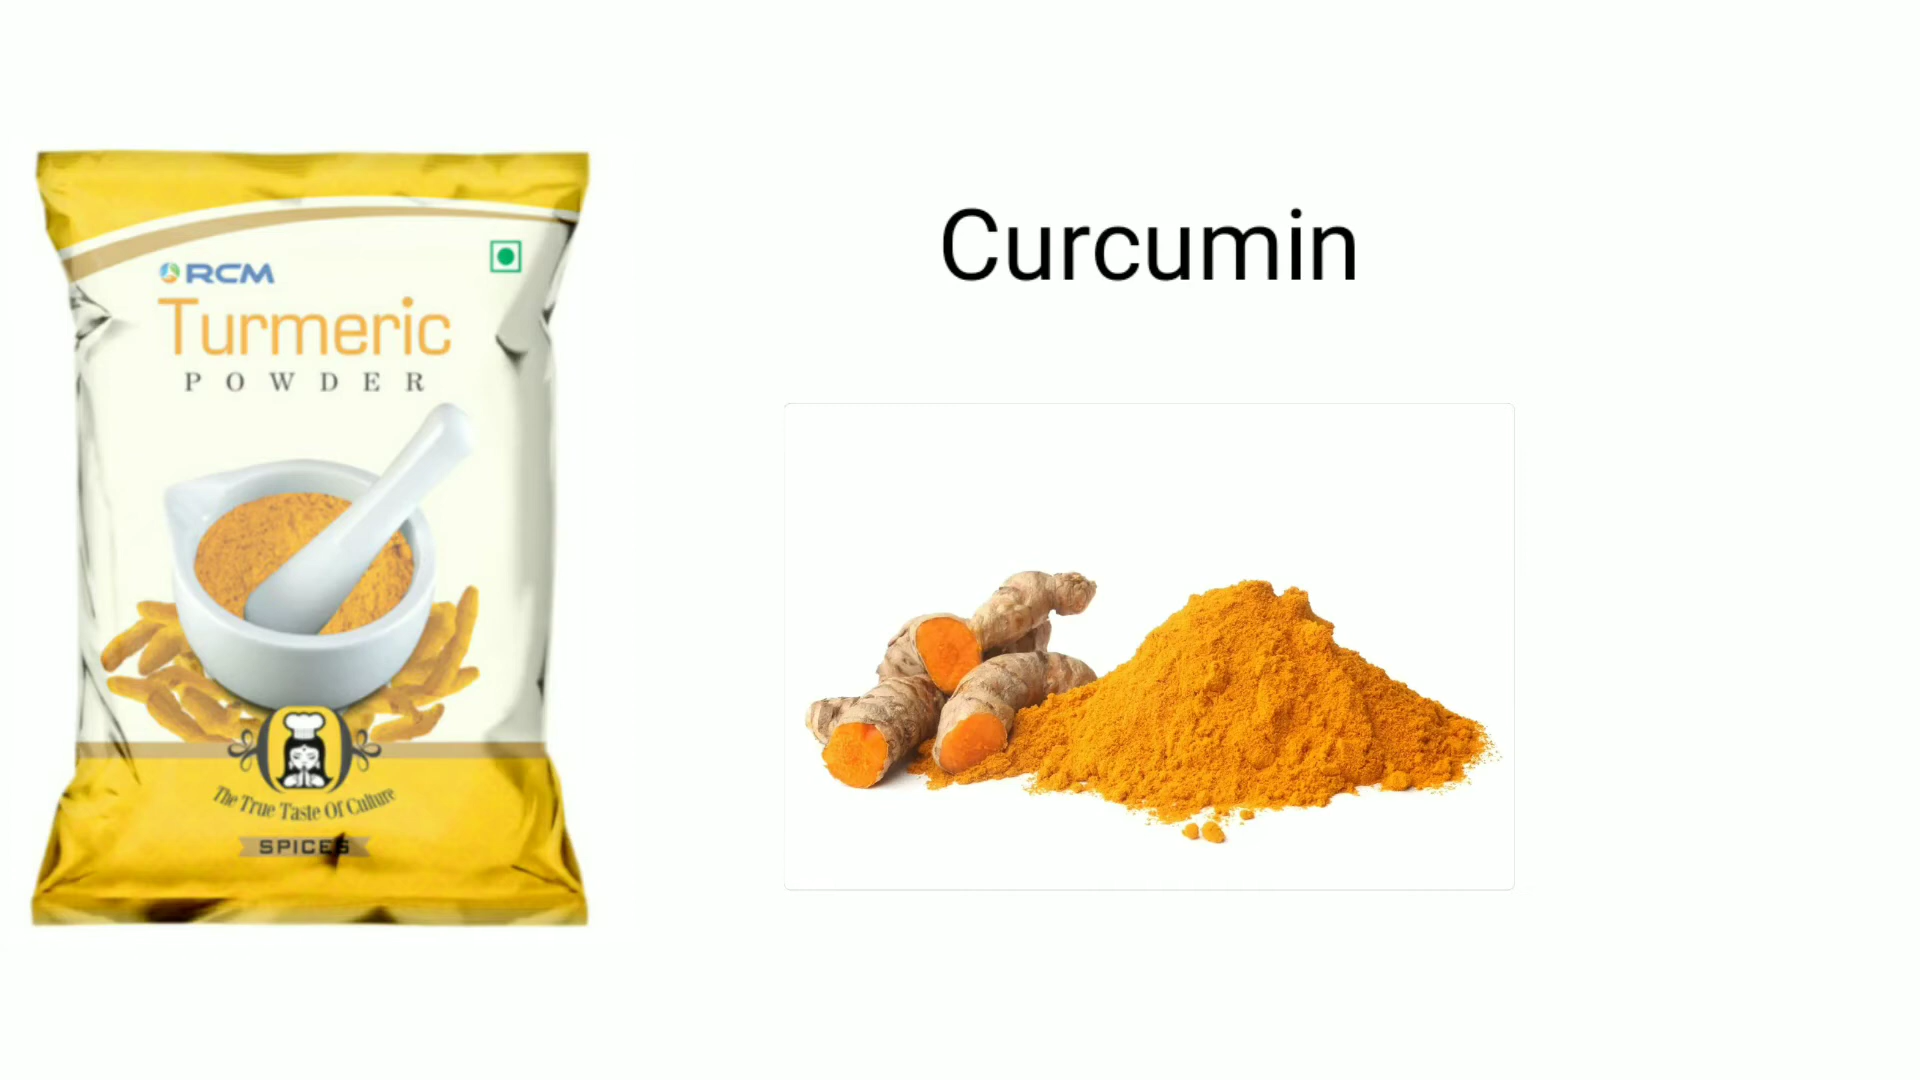 RCM
Turmeric
POWDER
The True Taste Of Culture
SPICES
Curcumin